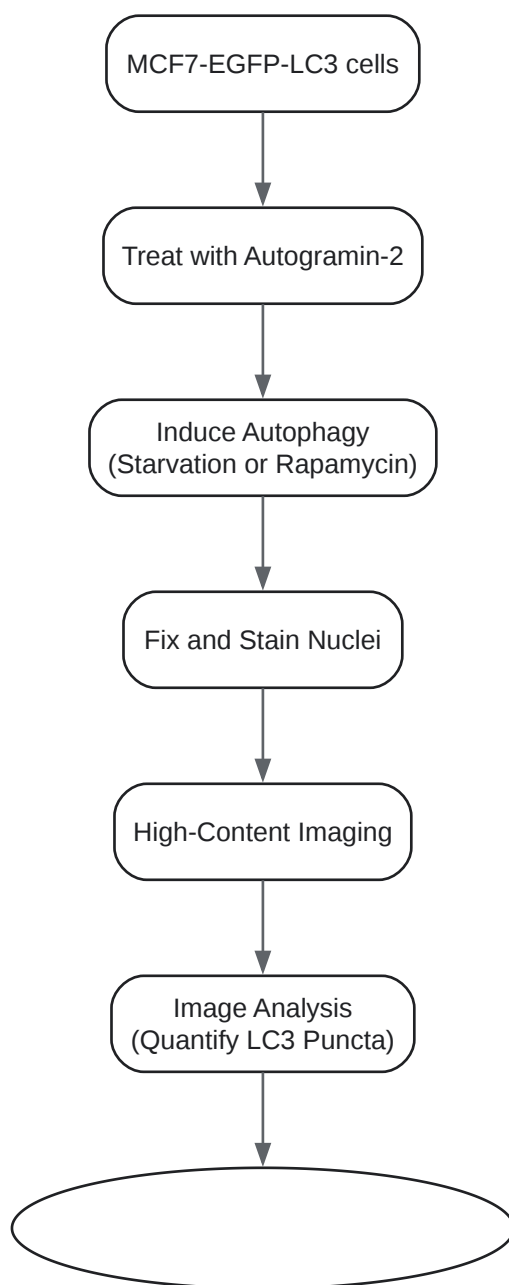 MCF7-EGFP-LC3 cells
Treat with Autogramin-2
Induce Autophagy
(Starvation or Rapamycin)
Fix and Stain Nuclei
High-Content Imaging
Image Analysis
(Quantify LC3 Puncta)